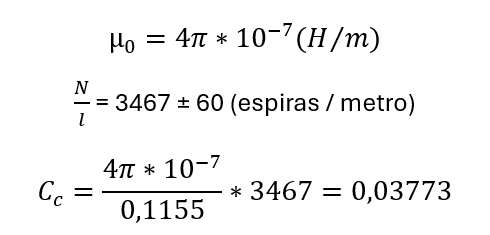 μ₀ = 4π * 10⁻⁷ (H/m)
N/l = 3467 ± 60 (espiras / metro)
C_c = (4π * 10⁻⁷)/(0,1155) * 3467 = 0,03773